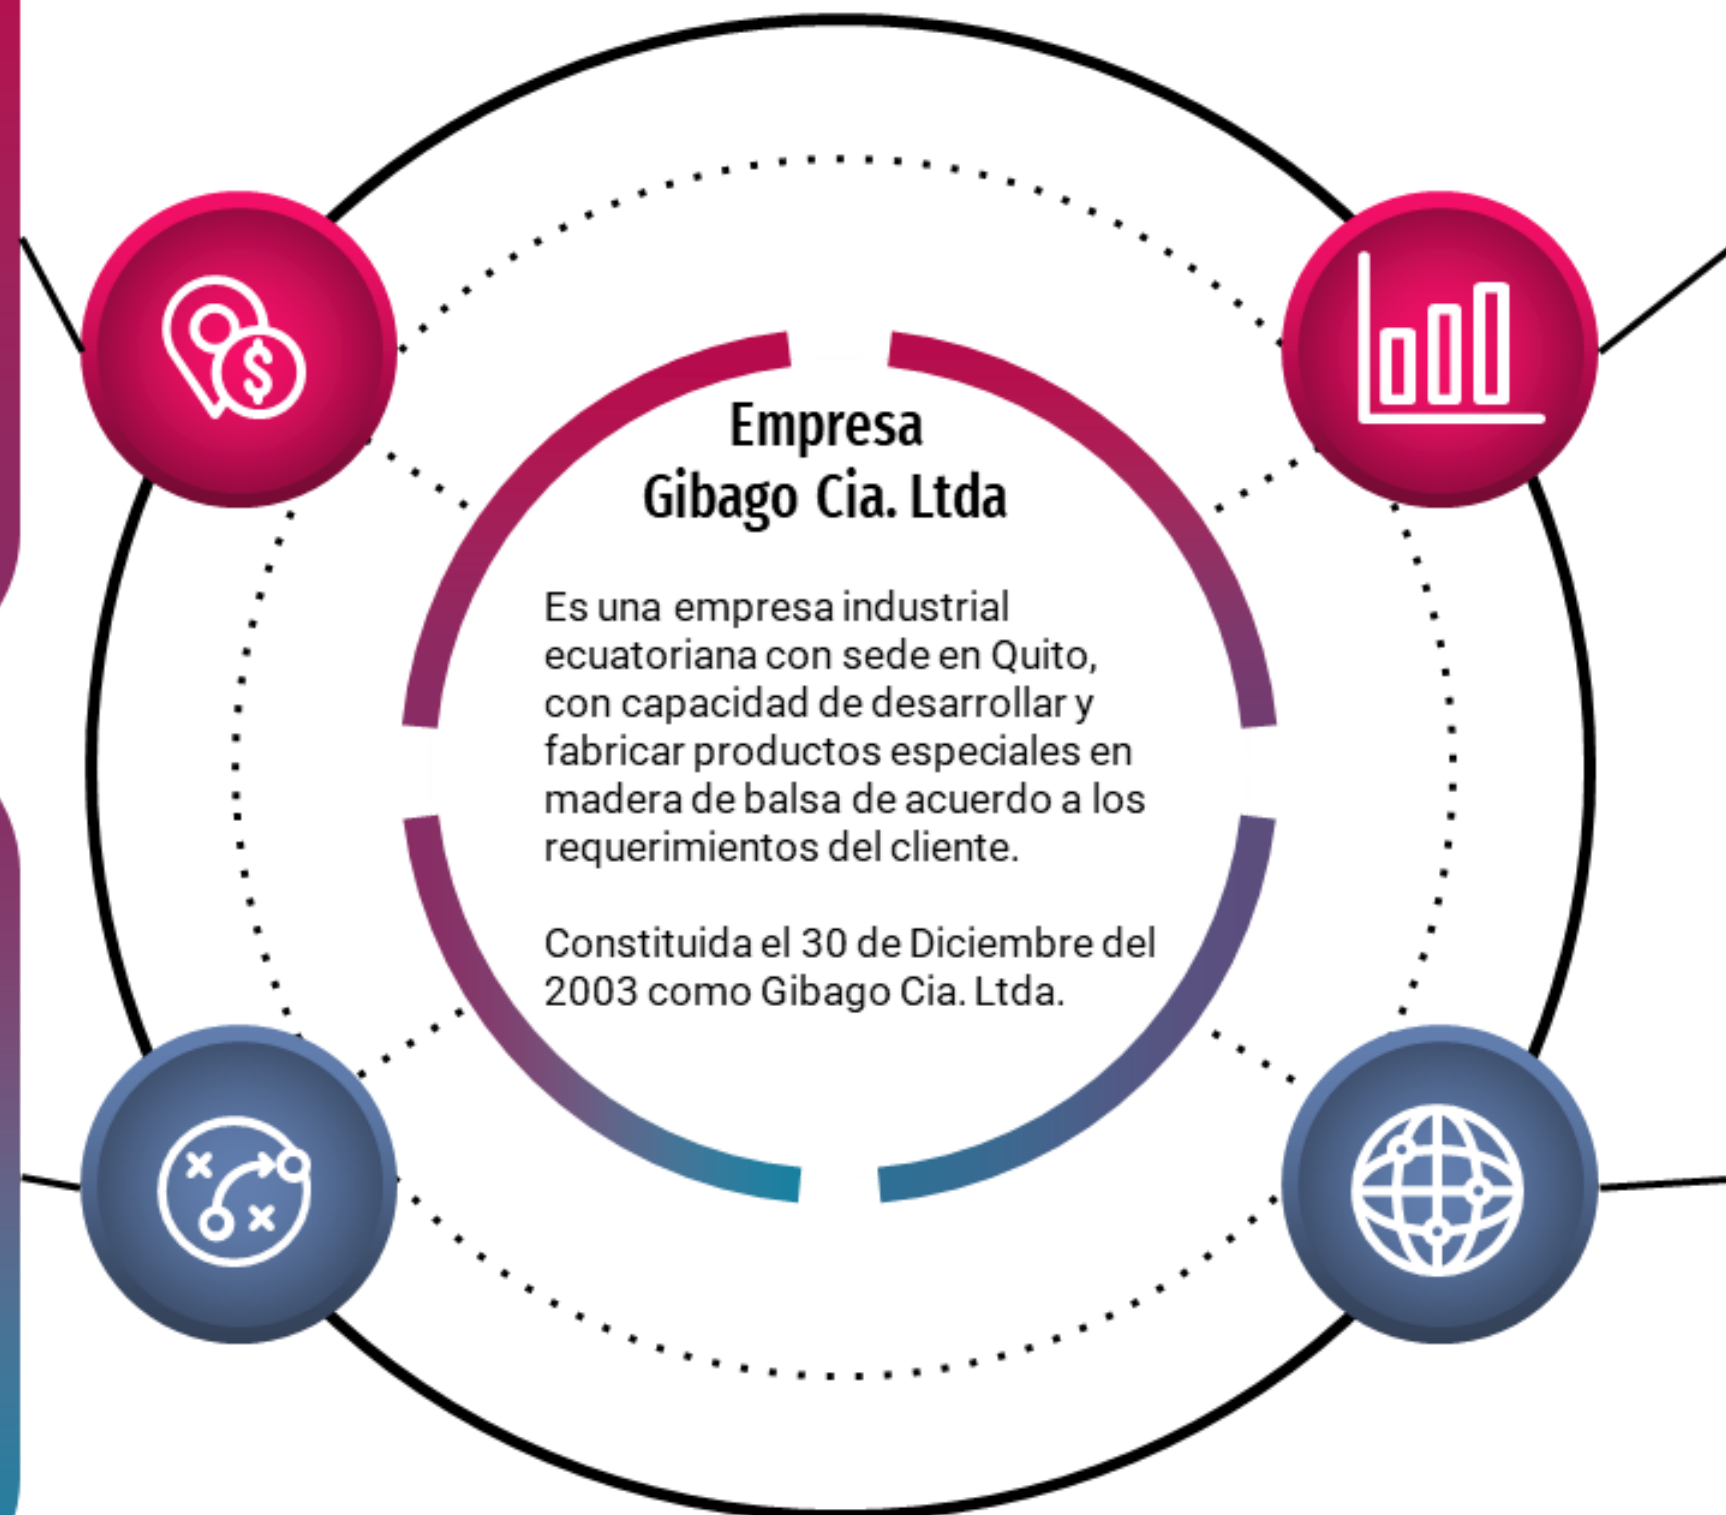 Empresa
Gibago Cia. Ltda
Es una empresa industrial
ecuatoriana con sede en Quito,
con capacidad de desarrollar y
fabricar productos especiales en
madera de balsa de acuerdo a los
requerimientos del cliente.
Constituida el 30 de Diciembre del
2003 como Gibago Cia. Ltda.